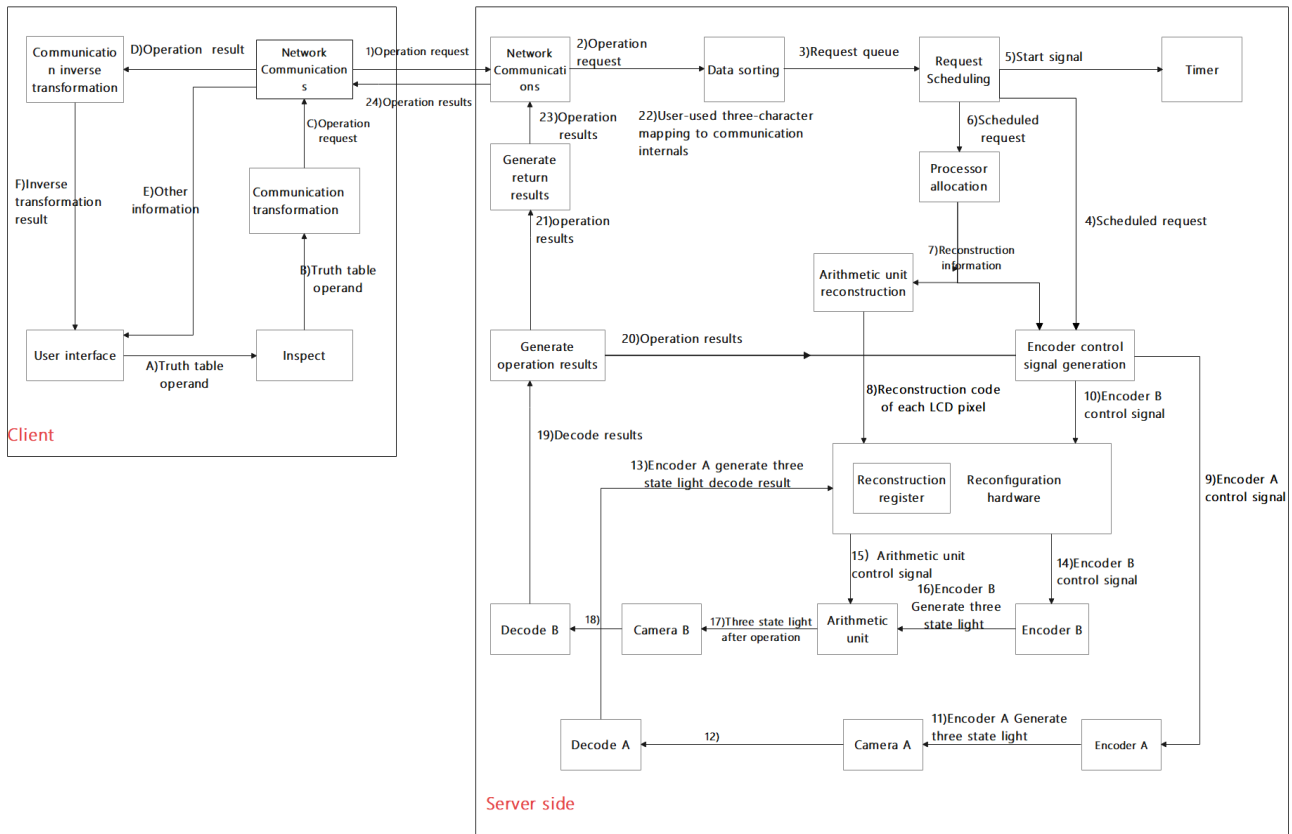 Communicatio
n inverse
transformation
D)Operation result
Network
Communication
s
1)Operation request
24)Operation results
C)Operation
request
F)Inverse
transformation
result
E)Other
information
Communication
transformation
B)Truth table
operand
User interface
A)Truth table
operand
Inspect
Client
Network
Communicati
ons
2)Operation
request
Data sorting
3)Request queue
Request
Scheduling
5)Start signal
Timer
23)Operation
results
22)User-used three-character
mapping to communication
internals
6)Scheduled
request
Generate
return
results
Processor
allocation
21)operation
results
4)Scheduled request
7)Reconstruction
information
Arithmetic unit
reconstruction
Generate
operation results
20)Operation results
Encoder control
signal generation
8)Reconstruction code
of each LCD pixel
10)Encoder B
control signal
19)Decode results
13)Encoder A generate three
state light decode result
Reconstruction
register
Reconfiguration
hardware
9)Encoder A
control signal
15) Arithmetic unit
control signal
14)Encoder B
control signal
16)Encoder B
Generate three
state light
Decode B
18)
Camera B
17)Three state light
after operation
Arithmetic
unit
Encoder B
Decode A
12)
Camera A
11)Encoder A Generate
three state light
Encoder A
Server side